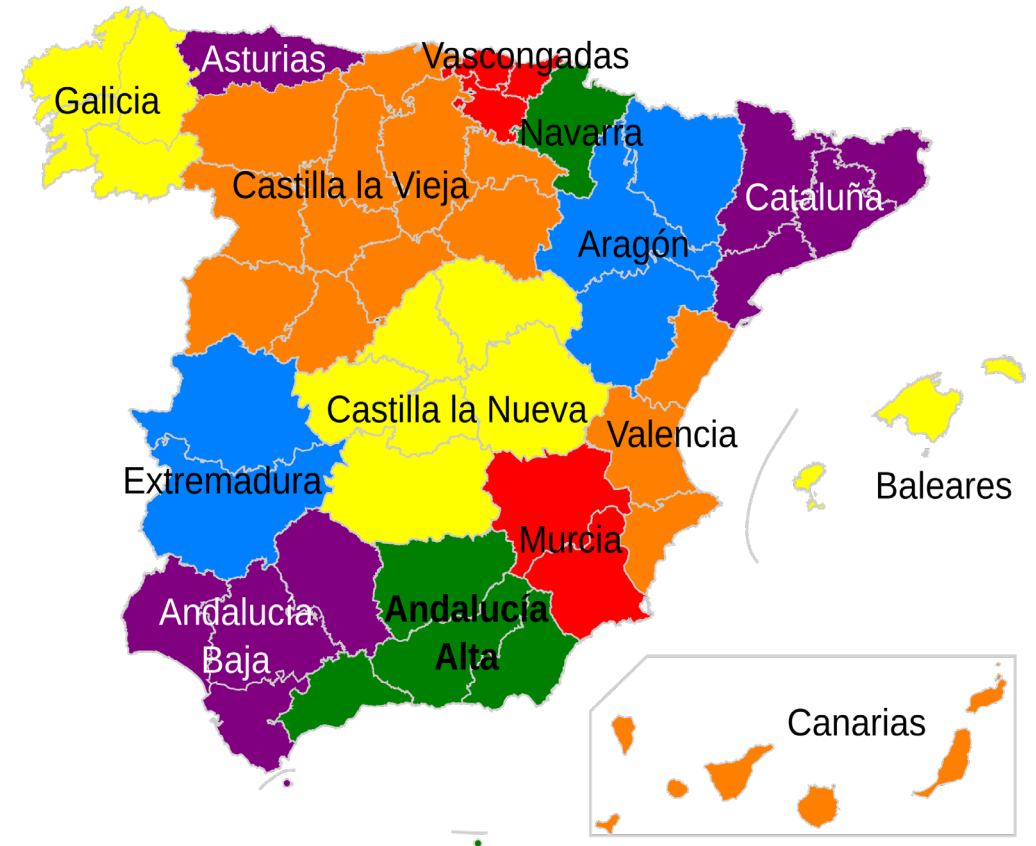 Vascongadas
Asturias
Galicia
Navarra
Castilla la Vieja
Cataluña
Aragón
Castilla la Nueva
Valencia
Extremadura
Baleares
Murcia
Andalucía
Baja
Andalucía
Alta
Canarias